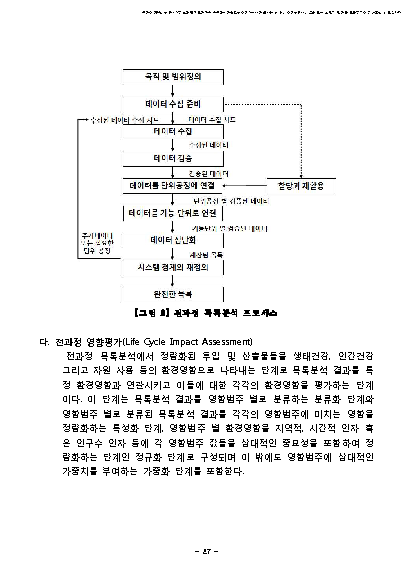 목적 및 범위정의
데이터 수집 준비
수정된 데이터 수집 시트
데이터 수집 시트
데이터 수집
수집된 데이터
데이터 검증
검증된 데이터
데이터를 단위공정에 연결
할당과 재활용
단위공정 별 검증된 데이터
데이터를 기능 단위로 연결
기능단위 별 검증된 데이터
추가 데이터
또는 필요한
단위 공정
데이터 집단화
계산된 목록
시스템 경계의 재정의
완전한 목록
【그림 8】 전과정 목록분석 프로세스
다. 전과정 영향평가(Life Cycle Impact Assessment)
전과정 목록분석에서 정량화된 투입 및 산출물들을 생태건강, 인간건강
그리고 자원 사용 등의 환경영향으로 나타내는 단계로 목록분석 결과를 특
정 환경영향과 연관시키고 이들에 대한 각각의 환경영향을 평가하는 단계
이다. 이 단계는 목록분석 결과를 영향범주 별로 분류하는 분류화 단계와
영향범주 별로 분류된 목록분석 결과를 각각의 영향범주에 미치는 영향을
정량화하는 특성화 단계, 영향범주 별 환경영향을 지역적, 시간적 인자 혹
은 인구수 인자 등에 각 영향범주 값들을 상대적인 중요성을 포함하여 정
량화하는 단계인 정규화 단계로 구성되며 이 밖에도 영향범주에 상대적인
가중치를 부여하는 가중화 단계를 포함한다.
- 27 -